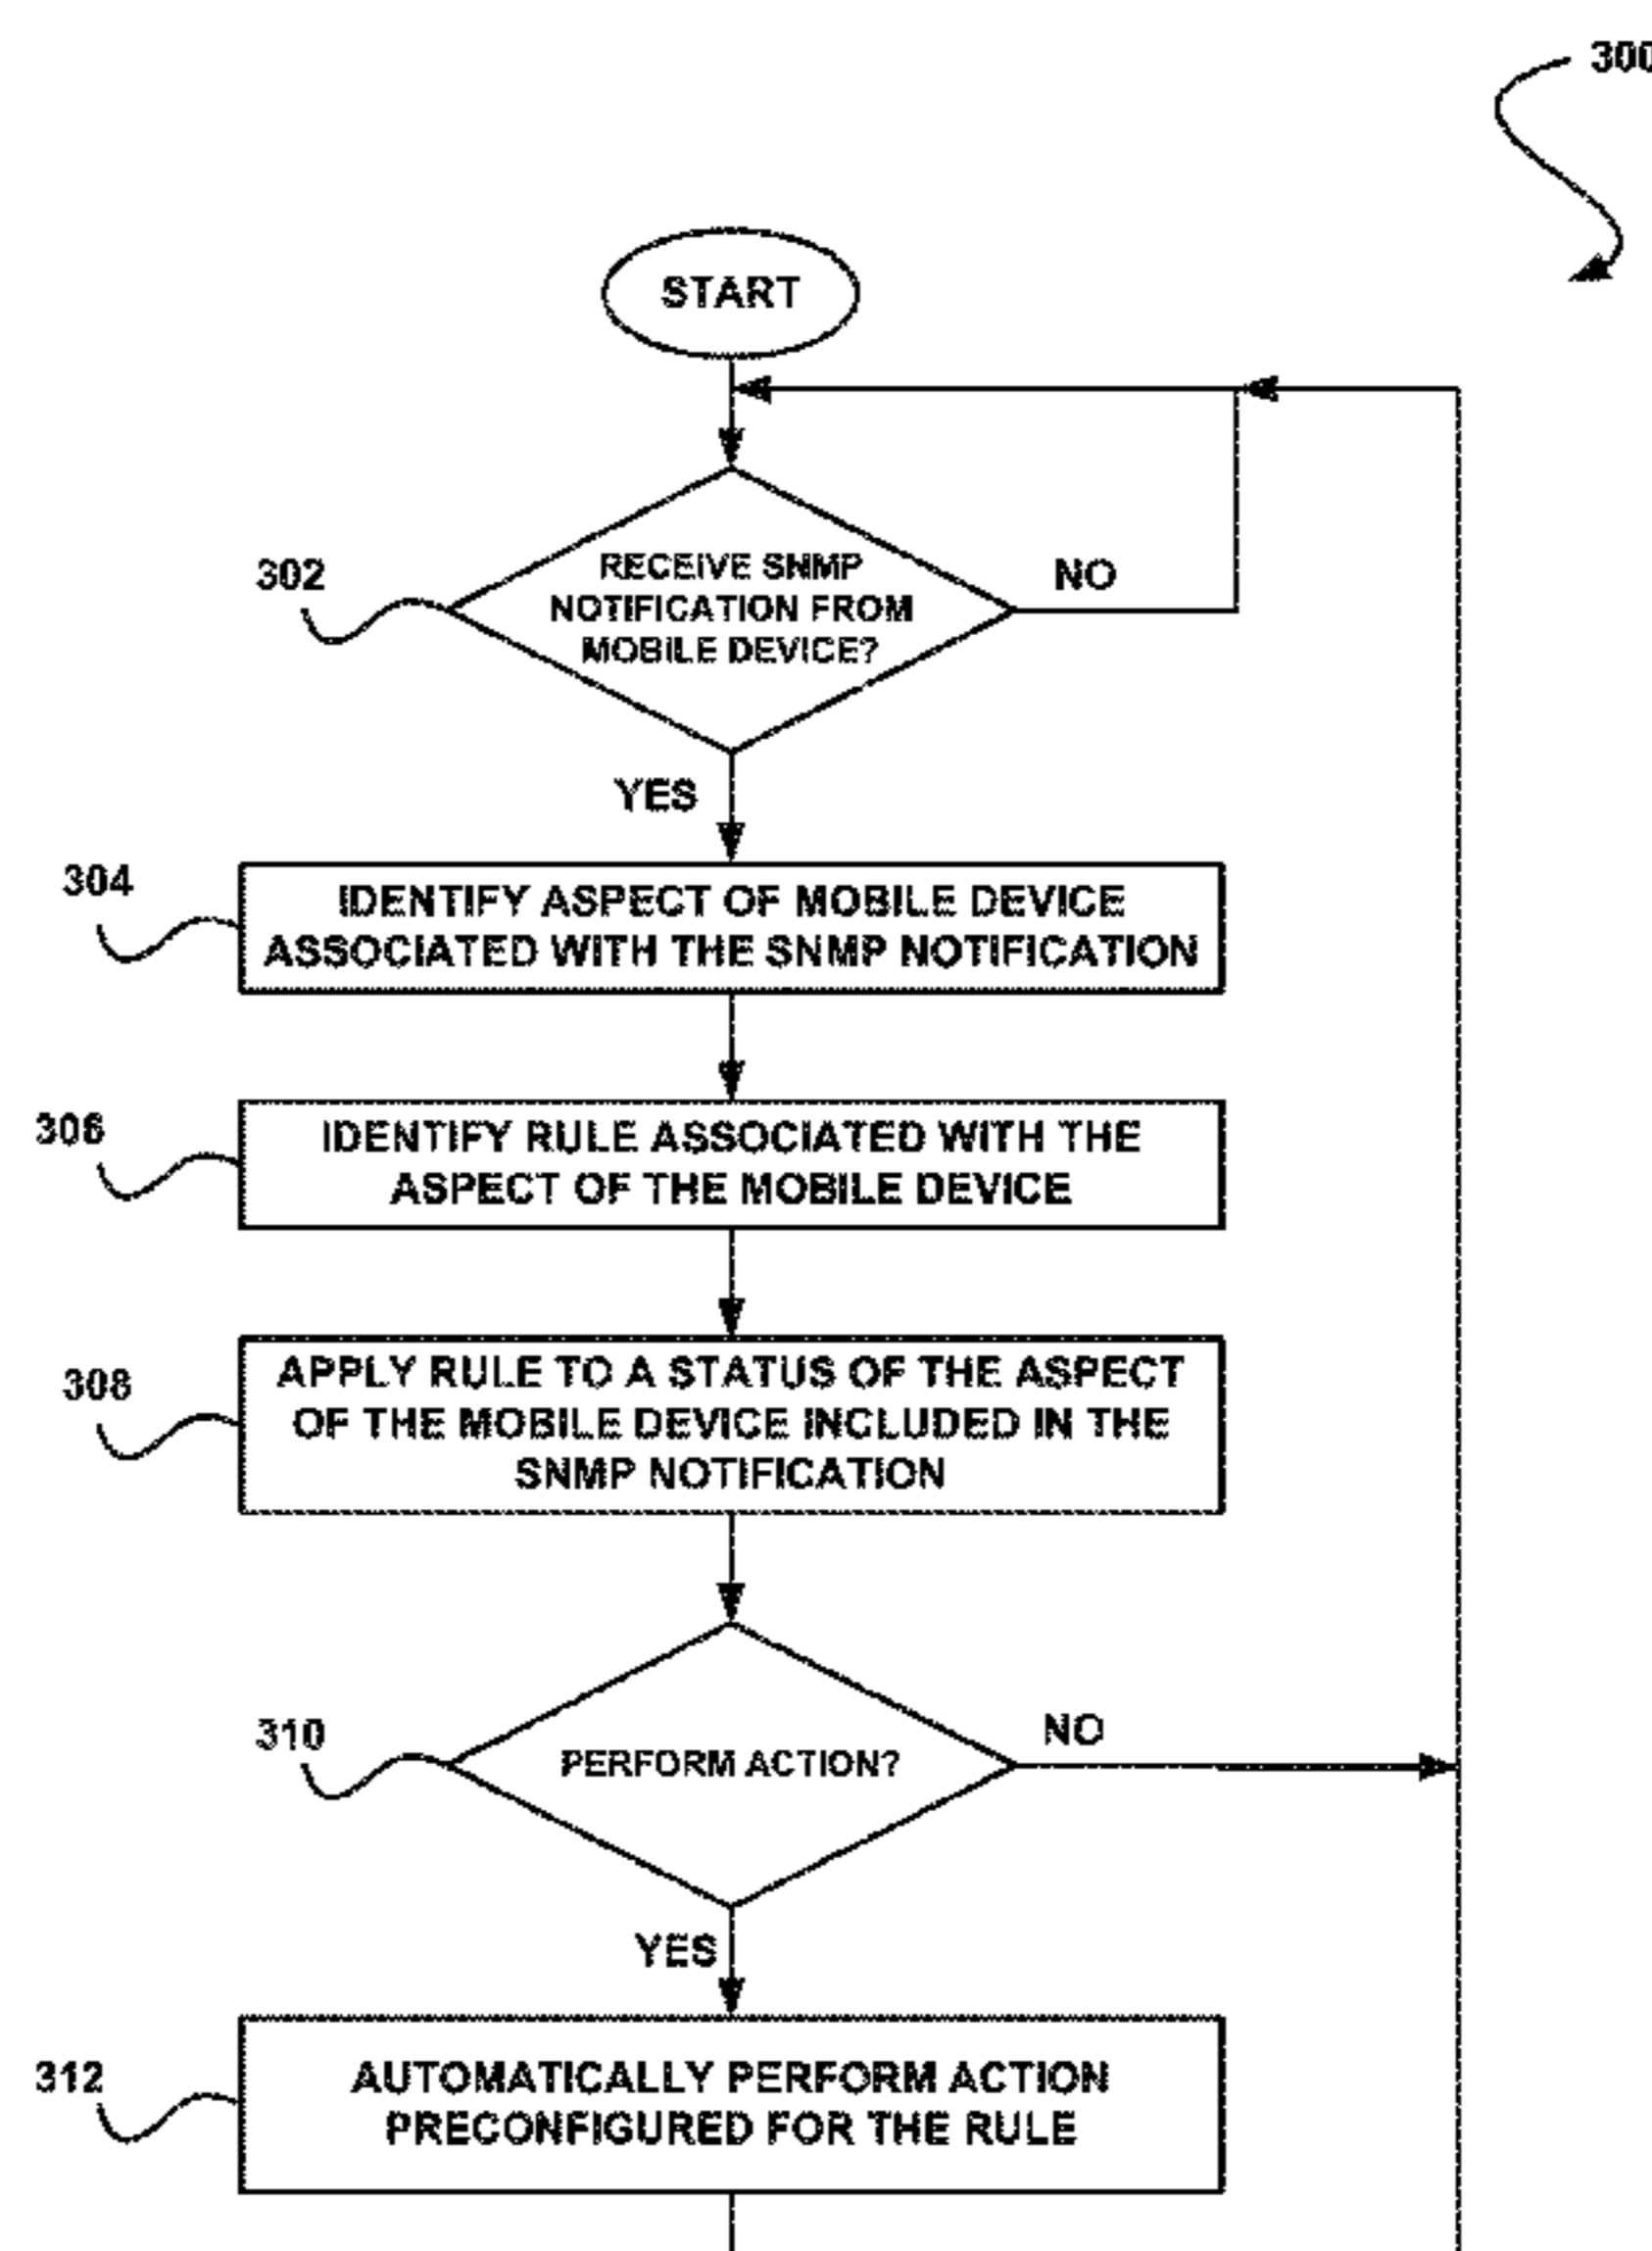 300
START
302
RECEIVE SNMP
NOTIFICATION FROM
MOBILE DEVICE?
NO
YES
304
IDENTIFY ASPECT OF MOBILE DEVICE
ASSOCIATED WITH THE SNMP NOTIFICATION
306
IDENTIFY RULE ASSOCIATED WITH THE
ASPECT OF THE MOBILE DEVICE
308
APPLY RULE TO A STATUS OF THE ASPECT
OF THE MOBILE DEVICE INCLUDED IN THE
SNMP NOTIFICATION
310
PERFORM ACTION?
NO
YES
312
AUTOMATICALLY PERFORM ACTION
PRECONFIGURED FOR THE RULE